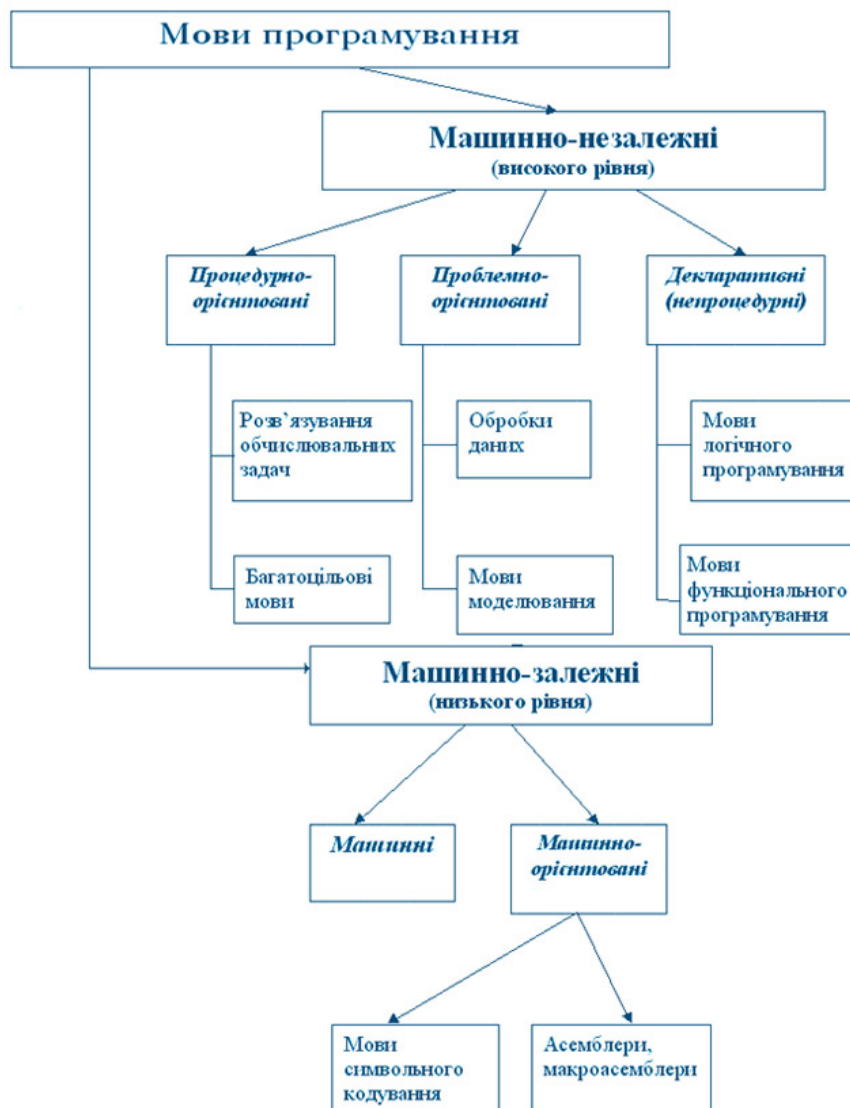 Мови програмування
Машинно-незалежні
(високого рівня)
Процедурно-
орієнтовані
Проблемно-
орієнтовані
Декларативні
(непроцедурні)
Розв’язування
обчислювальних
задач
Обробки
даних
Мови
логічного
програмування
Багатоцільові
мови
Мови
моделювання
Мови
функціонального
програмування
Машинно-залежні
(низького рівня)
Машинні
Машинно-
орієнтовані
Мови
символьного
кодування
Асемблери,
макроасемблери